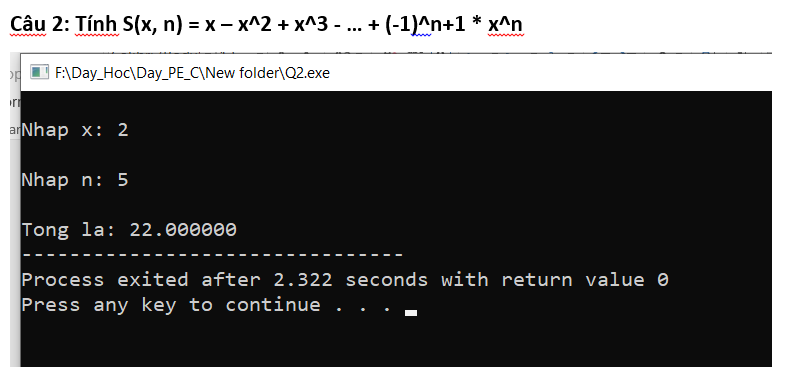 Câu 2: Tính S(x, n) = x – x^2 + x^3 - ... + (-1)^n+1 * x^n
F:\Day_Hoc\Day_PE_C\New folder\Q2.exe
Nhap x: 2
Nhap n: 5
Tong la: 22.000000
--------------------------------
Process exited after 2.322 seconds with return value 0
Press any key to continue . . .